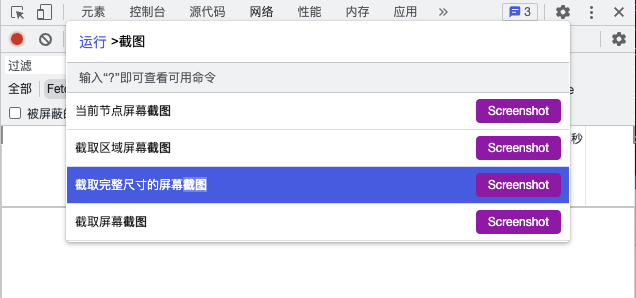 元素 控制台 源代码 网络 性能 内存 应用 » 3
运行 >截图
过滤
输入“?”即可查看可用命令
全部 Fet
当前节点屏幕截图 Screenshot
被屏蔽的
截取区域屏幕截图 Screenshot
秒
截取完整尺寸的屏幕截图 Screenshot
截取屏幕截图 Screenshot